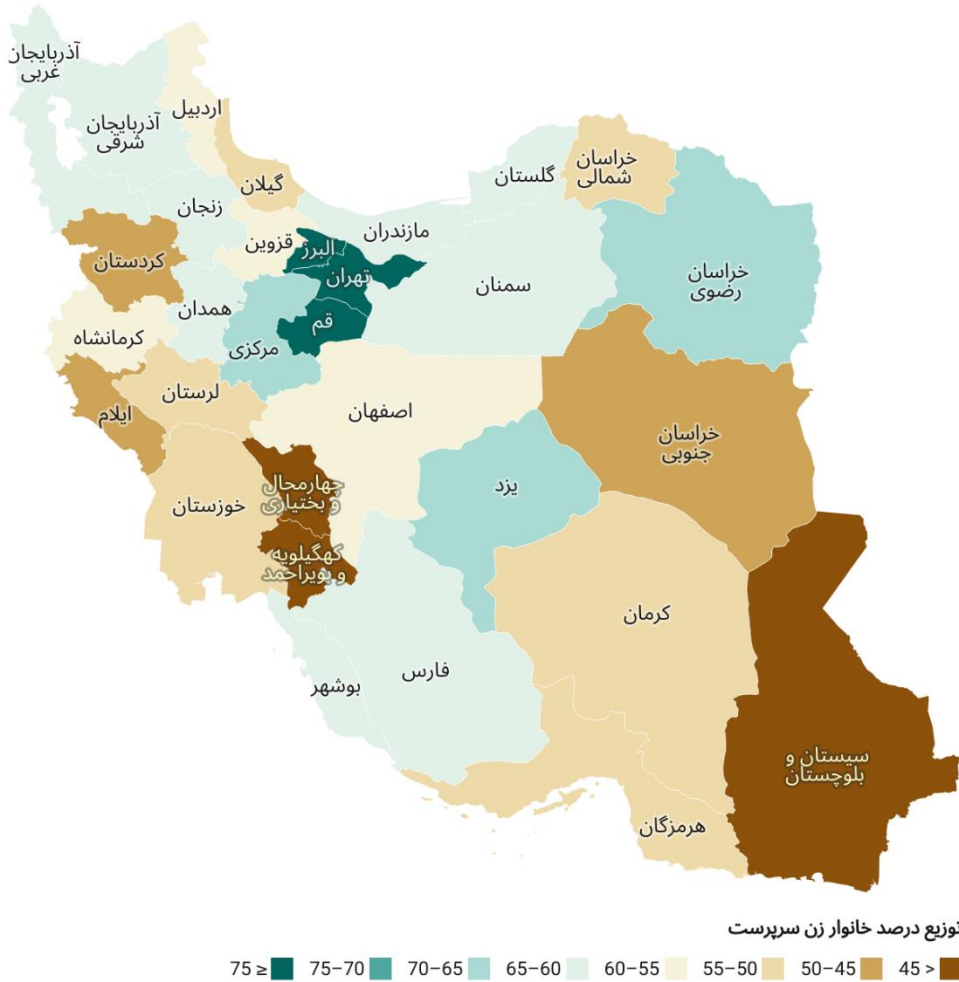 آذربایجان
غربی
اردبیل
آذربایجان
شرقی
گیلان
خراسان
شمالی
گلستان
زنجان
مازندران
قزوین
البرز
کردستان
تهران
سمنان
خراسان
رضوی
همدان
قم
کرمانشاه
مرکزی
لرستان
ایلام
اصفهان
خراسان
جنوبی
یزد
چهارمحال
و بختیاری
خوزستان
کهگیلویه
و بویراحمد
کرمان
فارس
بوشهر
سیستان و
بلوچستان
هرمزگان
توزیع درصد خانوار زن سرپرست
45 > 50-45 55-50 60-55 65-60 70-65 75-70 75 ≤